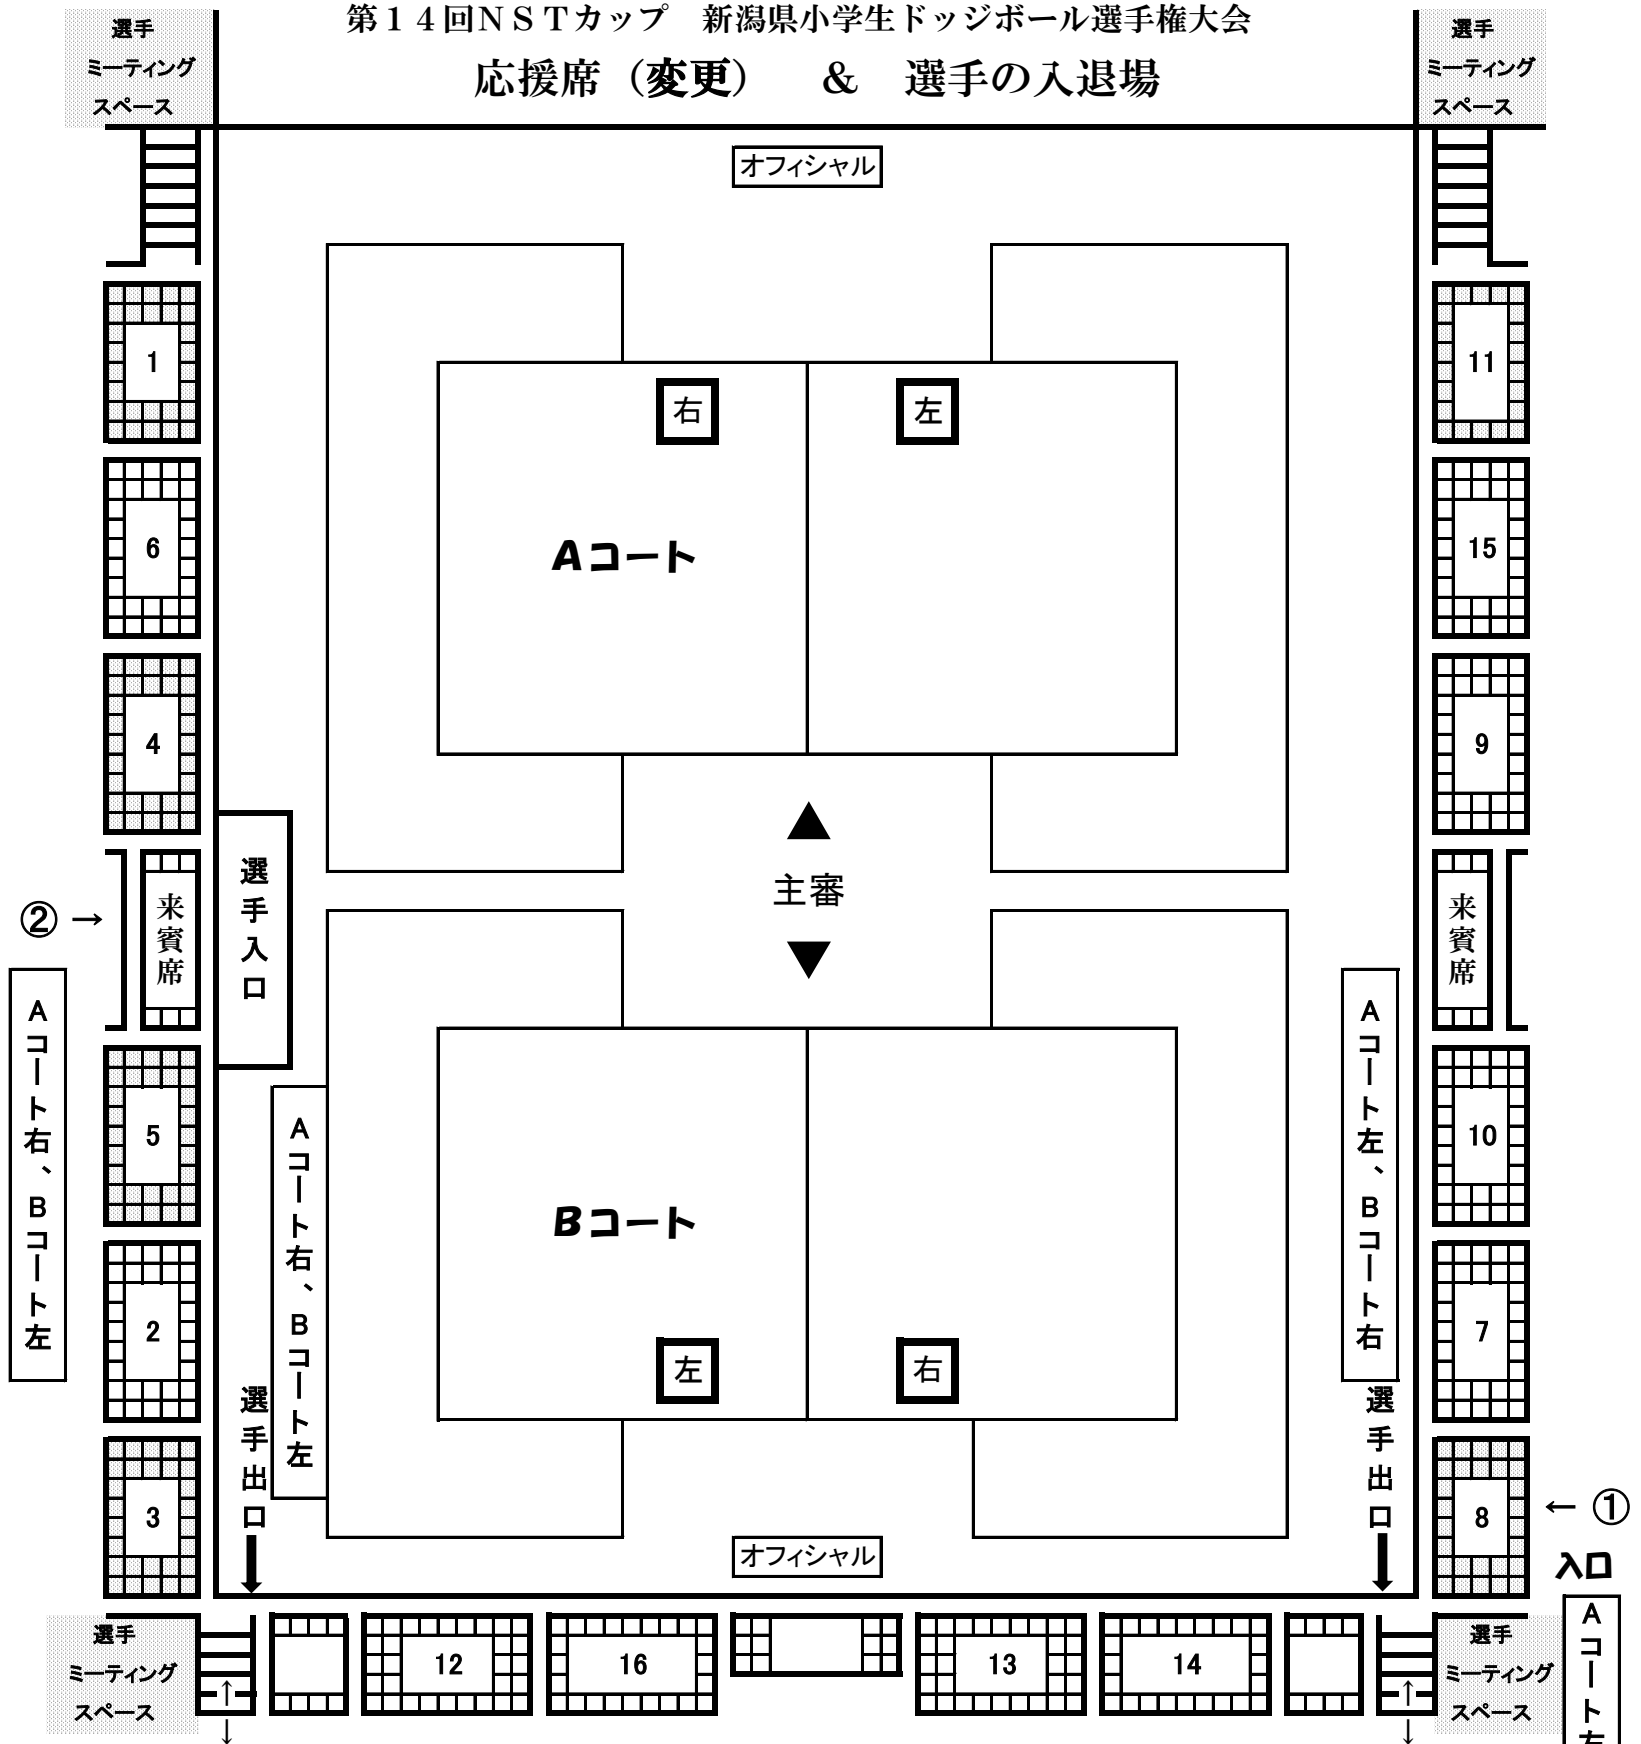 第１４回ＮＳＴカップ　新潟県小学生ドッジボール選手権大会
応援席（変更）　＆　選手の入退場
選手
ミーティング
スペース
選手
ミーティング
スペース
オフィシャル
右
左
Aコート
1
6
4
来賓席
5
2
3
11
15
9
来賓席
10
7
8
選手入口
▲
主審
▼
②→
Ａコート右、Ｂコート左
Ａコート右、Ｂコート左
Ａコート左、Ｂコート右
Bコート
左
右
選手出口
選手出口
←①
入口
オフィシャル
12
16
13
14
選手
ミーティング
スペース
↑
↓
選手
ミーティング
スペース
↑
↓
Ａコート左